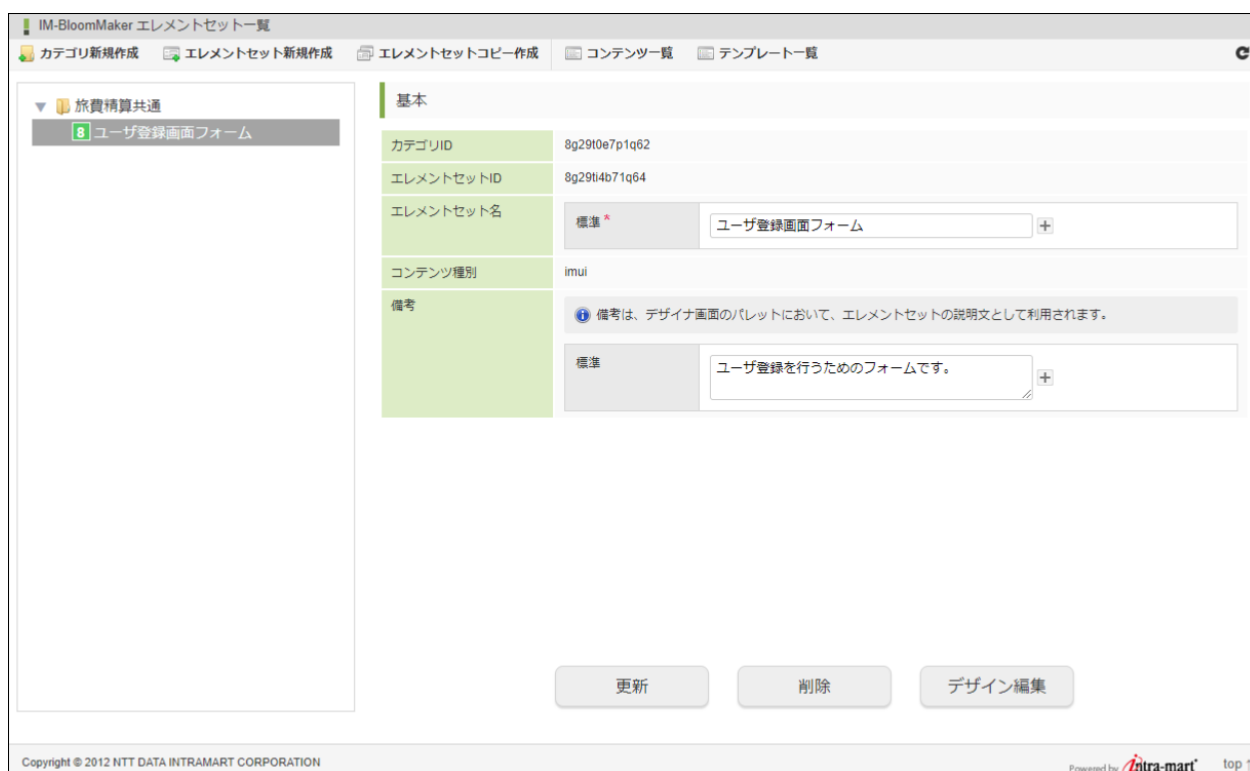 IM-BloomMaker エレメントセット一覧
カテゴリ新規作成 エレメントセット新規作成 エレメントセットコピー作成 コンテンツ一覧 テンプレート一覧
旅費精算共通
8 ユーザ登録画面フォーム
基本
カテゴリID 8g29t0e7p1q62
エレメントセットID 8g29ti4b71q64
エレメントセット名 標準* ユーザ登録画面フォーム
コンテンツ種別 imui
備考 備考は、デザイナ画面のパレットにおいて、エレメントセットの説明文として利用されます。
標準 ユーザ登録を行うためのフォームです。
更新 削除 デザイン編集
Copyright © 2012 NTT DATA INTRAMART CORPORATION Powered by intra-mart top